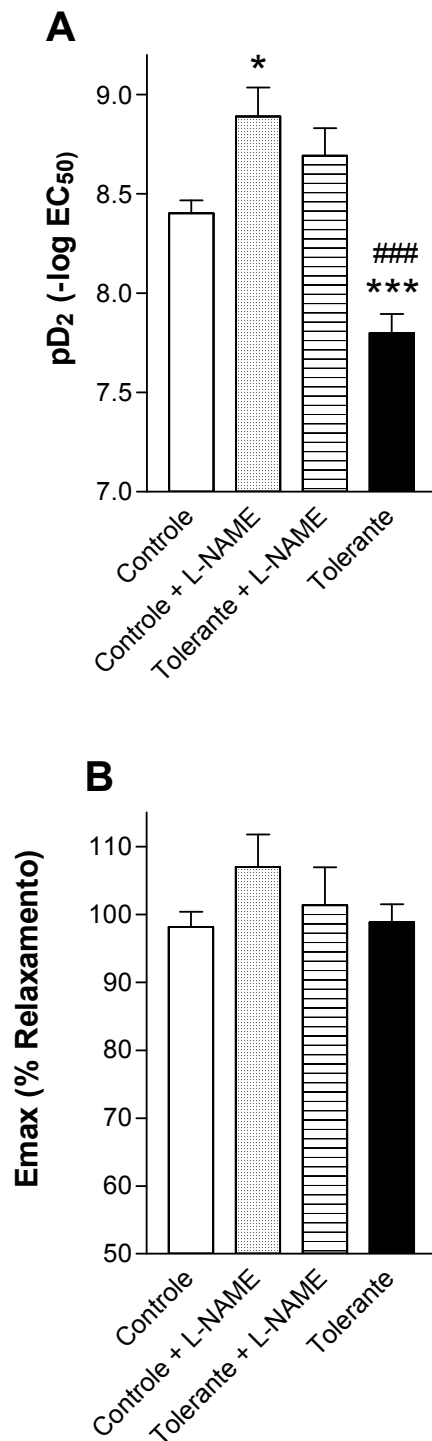 A
pD2 (-log EC50)
9.0
8.5
8.0
7.5
7.0
*
###
***
Controle
Controle + L-NAME
Tolerante + L-NAME
Tolerante
B
Emax (% Relaxamento)
110
100
90
80
70
60
50
Controle
Controle + L-NAME
Tolerante + L-NAME
Tolerante